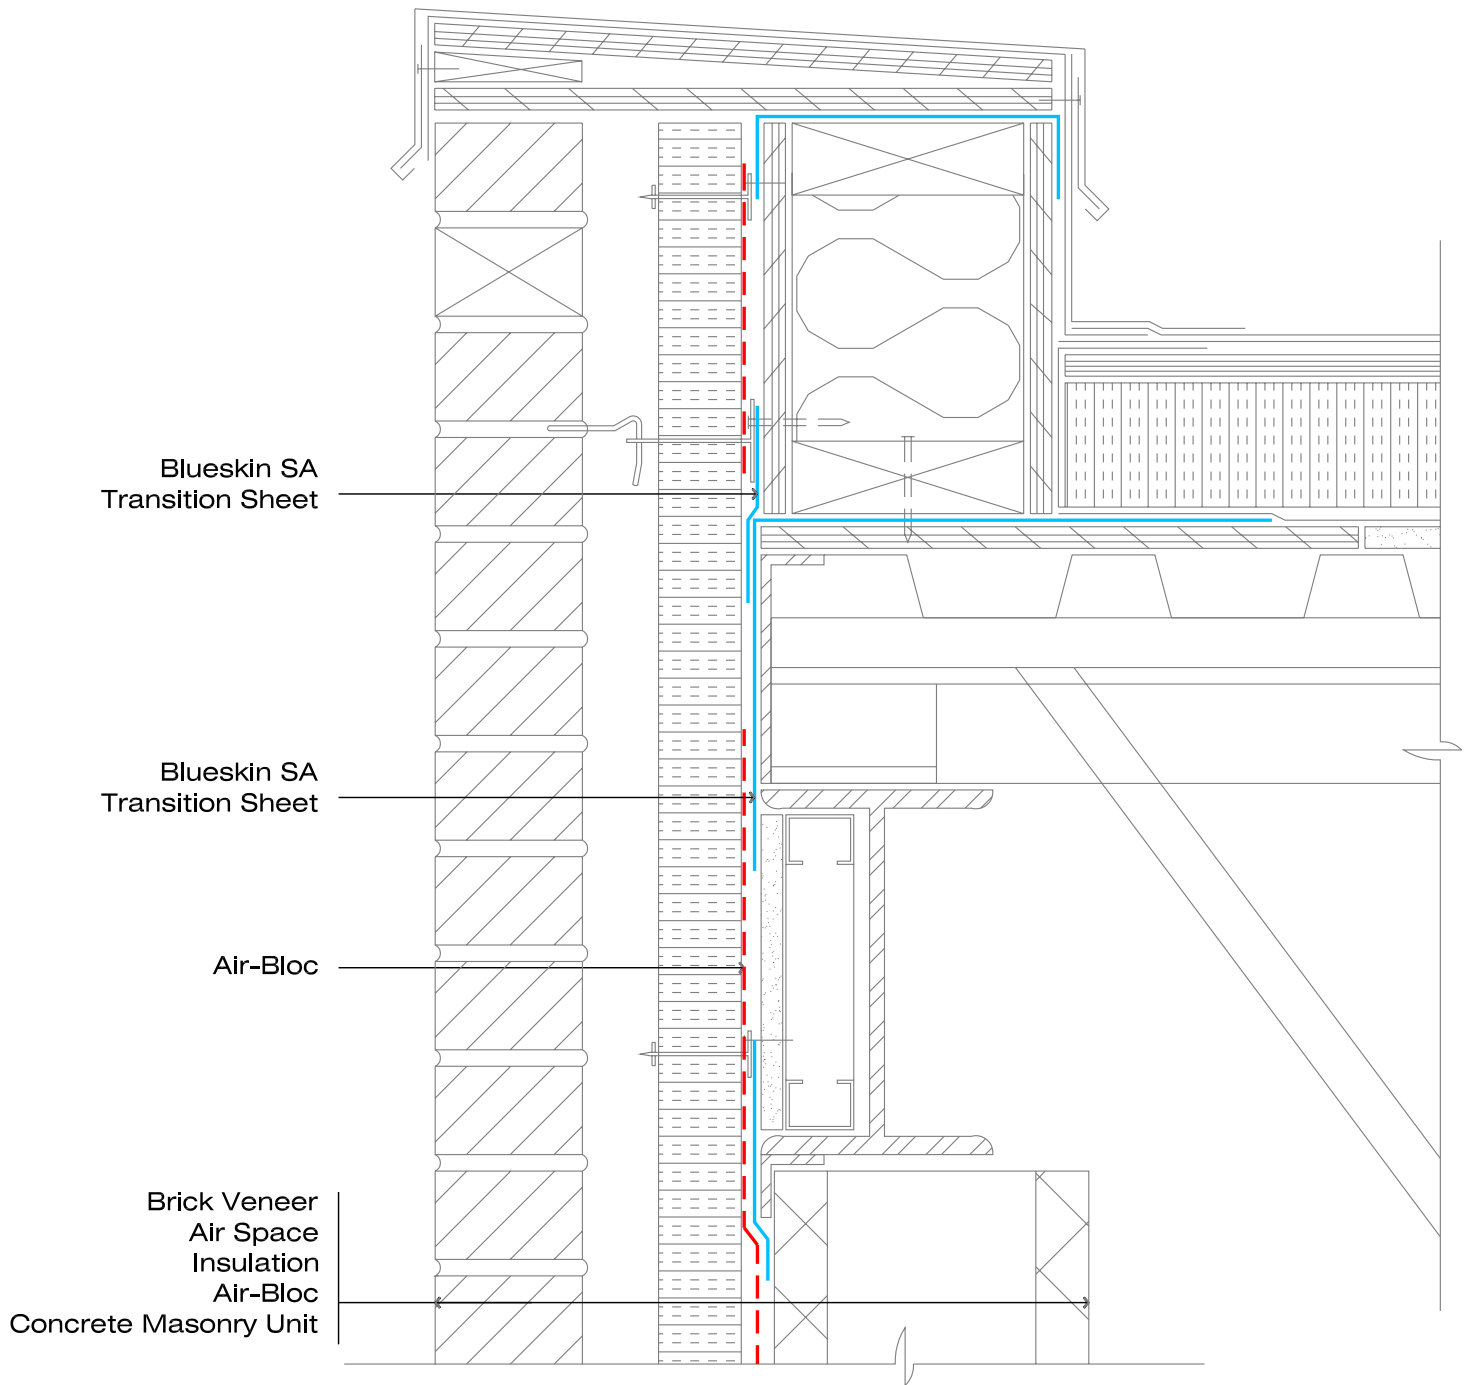 Blueskin SA
Transition Sheet
Blueskin SA
Transition Sheet
Air-Bloc
Brick Veneer
Air Space
Insulation
Air-Bloc
Concrete Masonry Unit